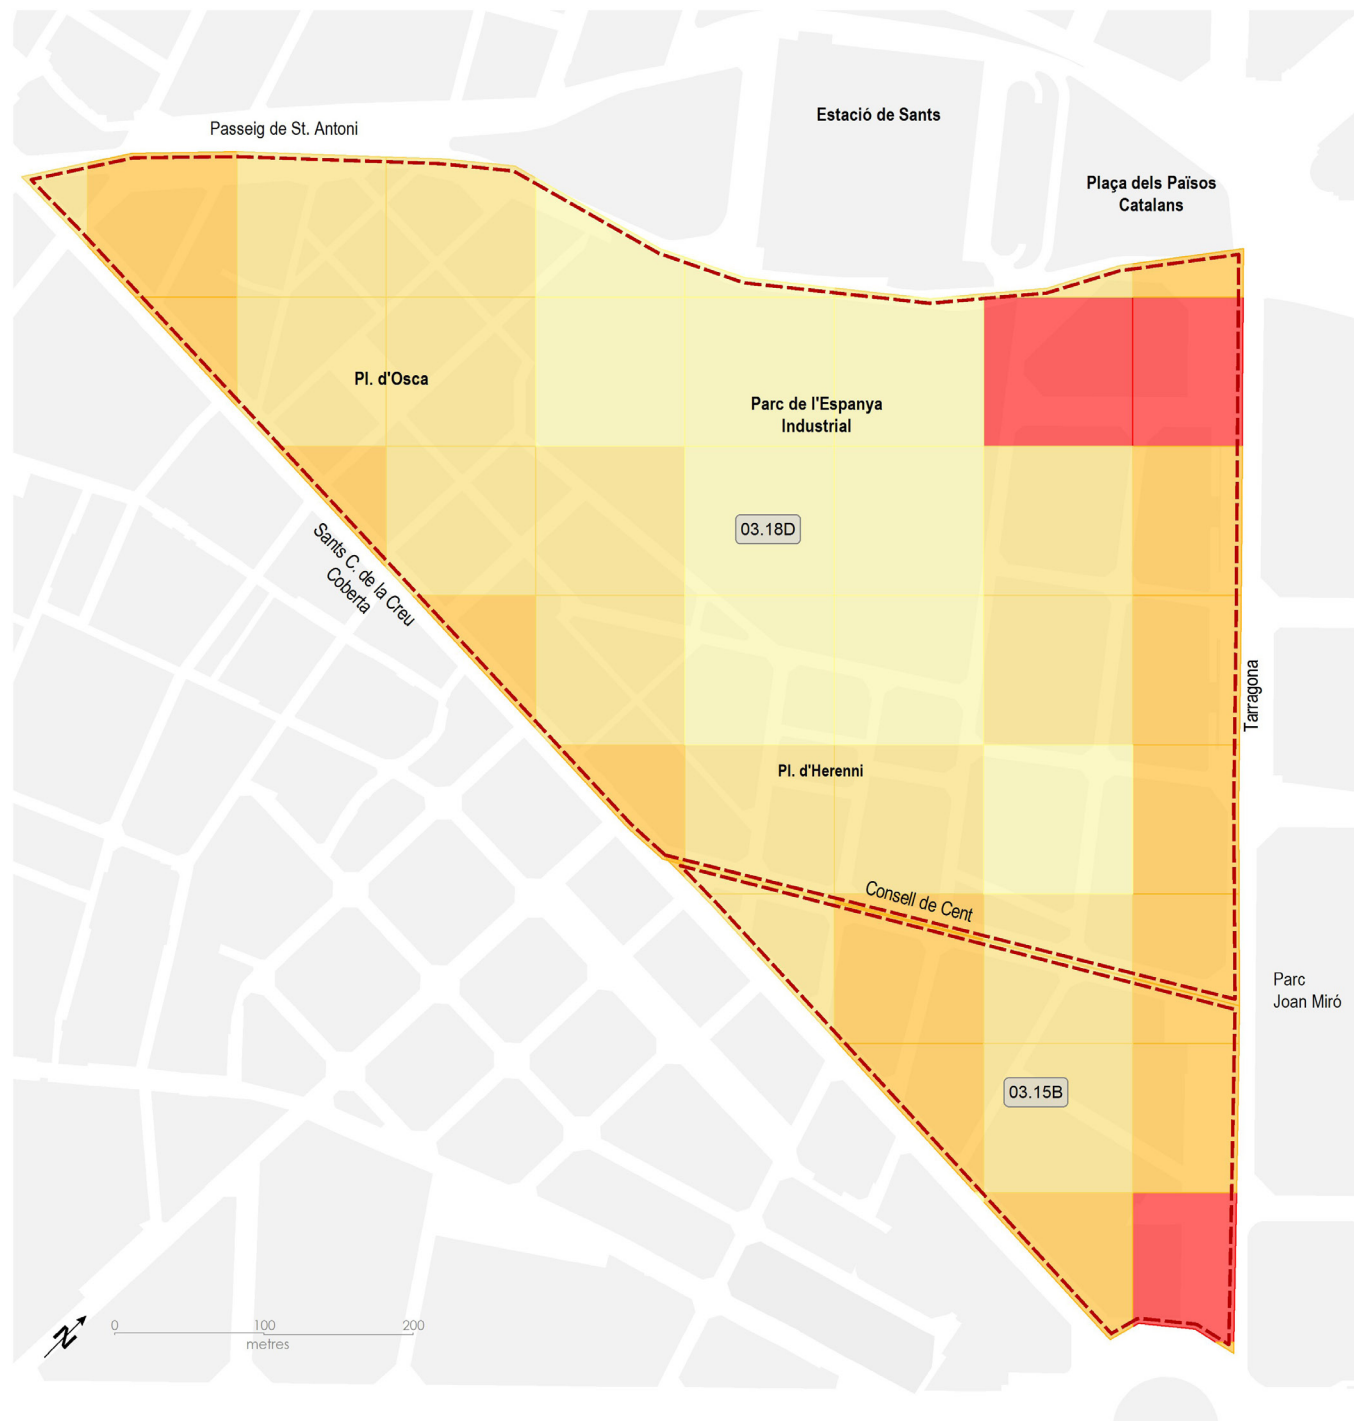 Estació de Sants
Passeig de St. Antoni
Plaça dels Països
Catalans
Pl. d'Osca
Parc de l'Espanya
Industrial
03.18D
Sants C. de la Creu
Coberta
Tarragona
Pl. d'Herenni
Consell de Cent
Parc
Joan Miró
03.15B
N
0 100 200
metres